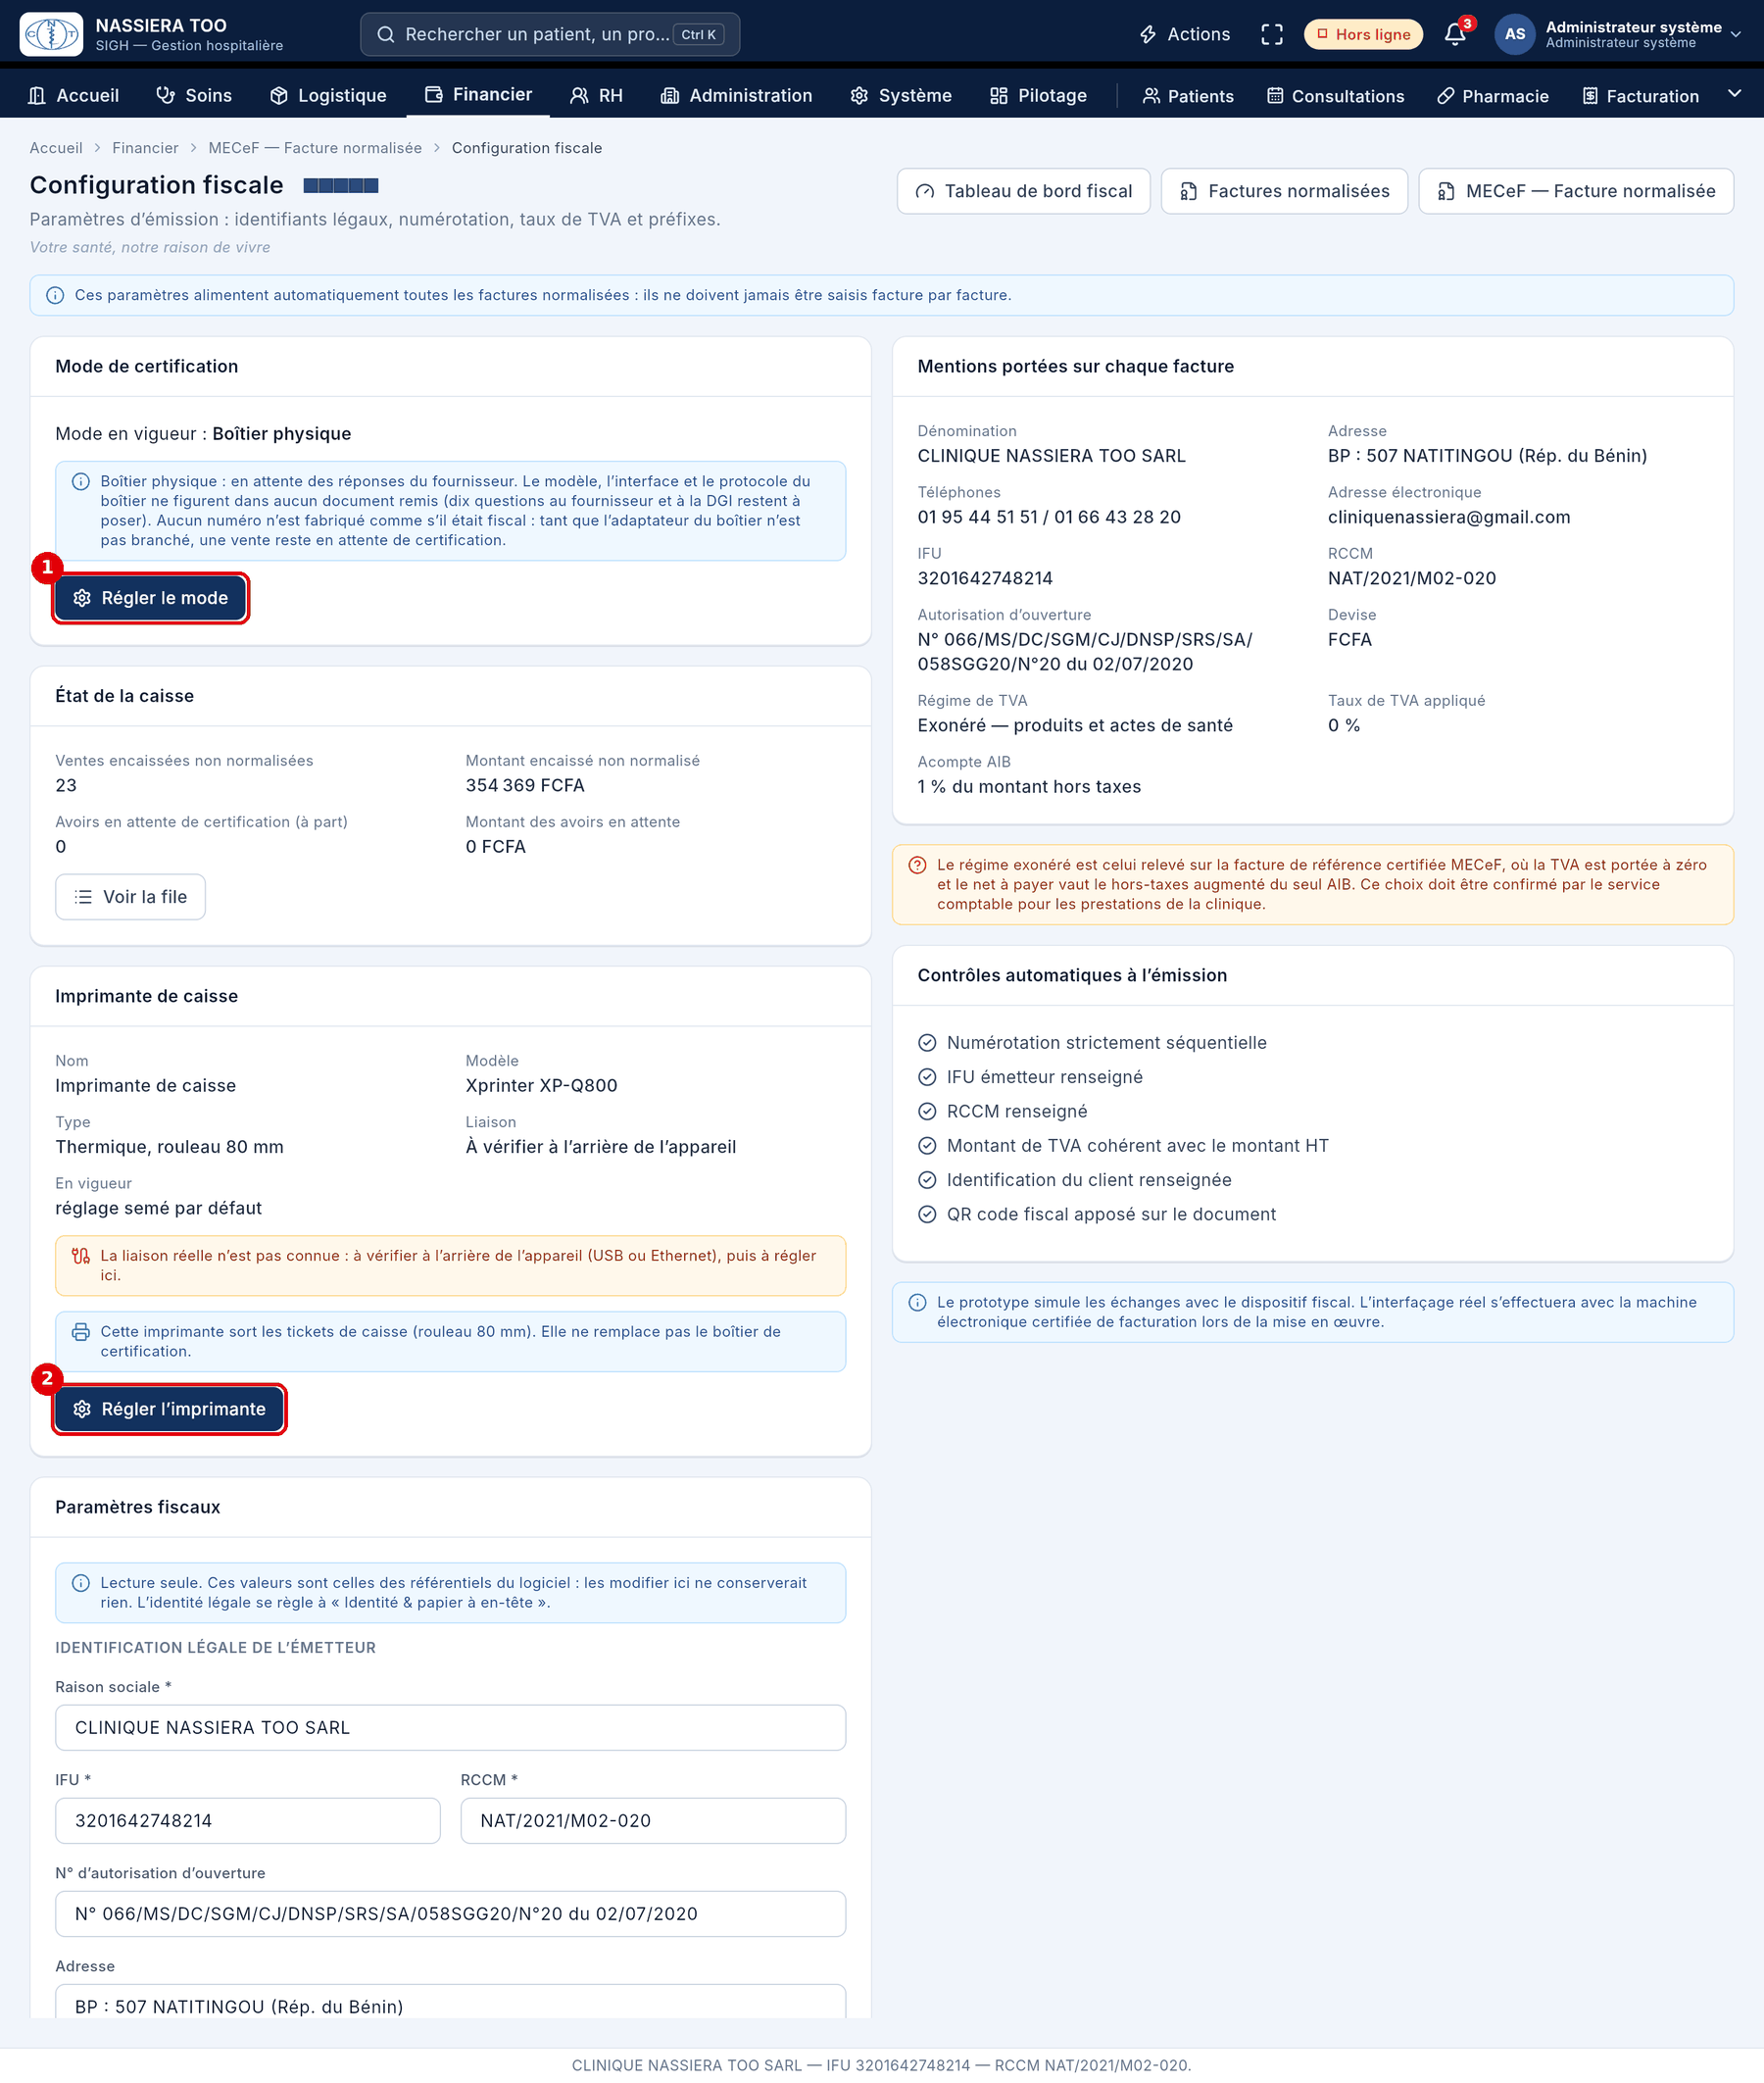 NASSIERA TOO
SIGH — Gestion hospitalière
Rechercher un patient, un pro... Ctrl K
Actions
Hors ligne
3
AS
Administrateur système
Administrateur système
Accueil
Soins
Logistique
Financier
RH
Administration
Système
Pilotage
Patients
Consultations
Pharmacie
Facturation
Accueil > Financier > MECeF — Facture normalisée > Configuration fiscale
Configuration fiscale
Paramètres d’émission : identifiants légaux, numérotation, taux de TVA et préfixes.
Votre santé, notre raison de vivre
Tableau de bord fiscal
Factures normalisées
MECeF — Facture normalisée
Ces paramètres alimentent automatiquement toutes les factures normalisées : ils ne doivent jamais être saisis facture par facture.
Mode de certification
Mode en vigueur : Boîtier physique
Boîtier physique : en attente des réponses du fournisseur. Le modèle, l’interface et le protocole du
boîtier ne figurent dans aucun document remis (dix questions au fournisseur et à la DGI restent à
poser). Aucun numéro n’est fabriqué comme s’il était fiscal : tant que l’adaptateur du boîtier n’est
pas branché, une vente reste en attente de certification.
1
Régler le mode
État de la caisse
Ventes encaissées non normalisées
23
Montant encaissé non normalisé
354 369 FCFA
Avoirs en attente de certification (à part)
0
Montant des avoirs en attente
0 FCFA
Voir la file
Imprimante de caisse
Nom
Imprimante de caisse
Modèle
Xprinter XP-Q800
Type
Thermique, rouleau 80 mm
Liaison
À vérifier à l’arrière de l’appareil
En vigueur
réglage semé par défaut
La liaison réelle n’est pas connue : à vérifier à l’arrière de l’appareil (USB ou Ethernet), puis à régler
ici.
Cette imprimante sort les tickets de caisse (rouleau 80 mm). Elle ne remplace pas le boîtier de
certification.
2
Régler l’imprimante
Paramètres fiscaux
Lecture seule. Ces valeurs sont celles des référentiels du logiciel : les modifier ici ne conserverait
rien. L’identité légale se règle à « Identité & papier à en-tête ».
IDENTIFICATION LÉGALE DE L’ÉMETTEUR
Raison sociale *
CLINIQUE NASSIERA TOO SARL
IFU *
3201642748214
RCCM *
NAT/2021/M02-020
N° d’autorisation d’ouverture
N° 066/MS/DC/SGM/CJ/DNSP/SRS/SA/058SGG20/N°20 du 02/07/2020
Adresse
BP : 507 NATITINGOU (Rép. du Bénin)
Mentions portées sur chaque facture
Dénomination
CLINIQUE NASSIERA TOO SARL
Adresse
BP : 507 NATITINGOU (Rép. du Bénin)
Téléphones
01 95 44 51 51 / 01 66 43 28 20
Adresse électronique
cliniquenassiera@gmail.com
IFU
3201642748214
RCCM
NAT/2021/M02-020
Autorisation d’ouverture
N° 066/MS/DC/SGM/CJ/DNSP/SRS/SA/
058SGG20/N°20 du 02/07/2020
Devise
FCFA
Régime de TVA
Exonéré — produits et actes de santé
Taux de TVA appliqué
0 %
Acompte AIB
1 % du montant hors taxes
Le régime exonéré est celui relevé sur la facture de référence certifiée MECeF, où la TVA est portée à zéro
et le net à payer vaut le hors-taxes augmenté du seul AIB. Ce choix doit être confirmé par le service
comptable pour les prestations de la clinique.
Contrôles automatiques à l’émission
Numérotation strictement séquentielle
IFU émetteur renseigné
RCCM renseigné
Montant de TVA cohérent avec le montant HT
Identification du client renseignée
QR code fiscal apposé sur le document
Le prototype simule les échanges avec le dispositif fiscal. L’interfaçage réel s’effectuera avec la machine
électronique certifiée de facturation lors de la mise en œuvre.
CLINIQUE NASSIERA TOO SARL — IFU 3201642748214 — RCCM NAT/2021/M02-020.